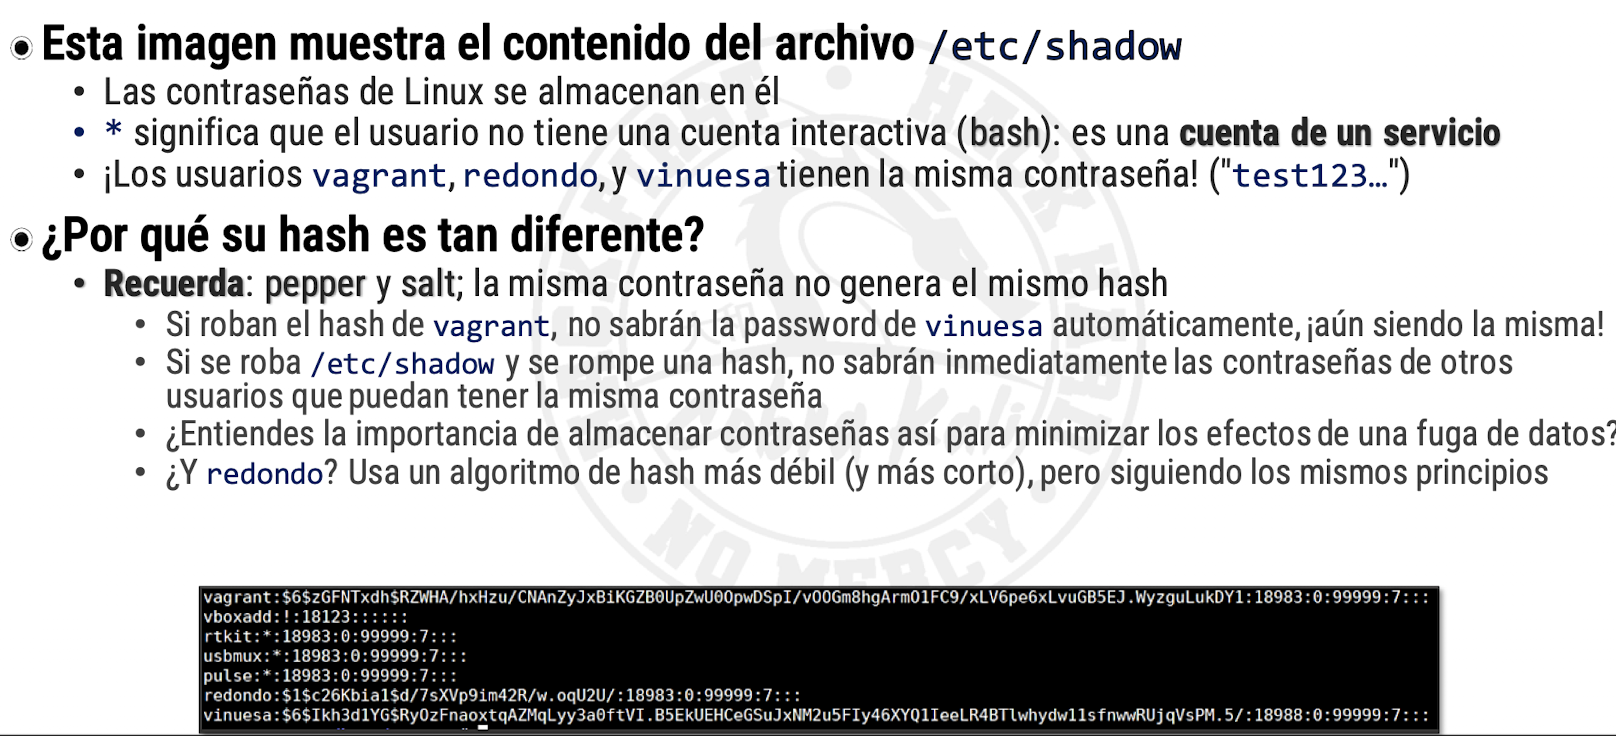 Esta imagen muestra el contenido del archivo /etc/shadow
• Las contraseñas de Linux se almacenan en él
• * significa que el usuario no tiene una cuenta interactiva (bash): es una cuenta de un servicio
• ¡Los usuarios vagrant, redondo, y vinuesa tienen la misma contraseña! ("test123…")
¿Por qué su hash es tan diferente?
• Recuerda: pepper y salt; la misma contraseña no genera el mismo hash
• Si roban el hash de vagrant, no sabrán la password de vinuesa automáticamente, ¡aún siendo la misma!
• Si se roba /etc/shadow y se rompe una hash, no sabrán inmediatamente las contraseñas de otros
usuarios que puedan tener la misma contraseña
• ¿Entiendes la importancia de almacenar contraseñas así para minimizar los efectos de una fuga de datos?
• ¿Y redondo? Usa un algoritmo de hash más débil (y más corto), pero siguiendo los mismos principios
NO MERCY
vagrant:$6$zGFNTxdh$RZWHA/hxHzu/CNAnZyJxBiKGZB0UpZwU0OpwDSpI/vOOGm8hgArmO1FC9/xLV6pe6xLvuGB5EJ.WyzguLukDY1:18983:0:99999:7:::
vboxadd:!:18123::::::
rtkit:*:18983:0:99999:7:::
usbmux:*:18983:0:99999:7:::
pulse:*:18983:0:99999:7:::
redondo:$1$c26Kbia1$d/7sXVp9im42R/w.oqU2U/:18983:0:99999:7:::
vinuesa:$6$Ikh3d1YG$RyOzFnaoxtqAZMqLyy3a0ftVI.B5EkUEHCeGSuJxNM2u5FIy46XYQ1IeeLR4BTlwhydw11sfnwwRUjqVsPM.5/:18988:0:99999:7:::